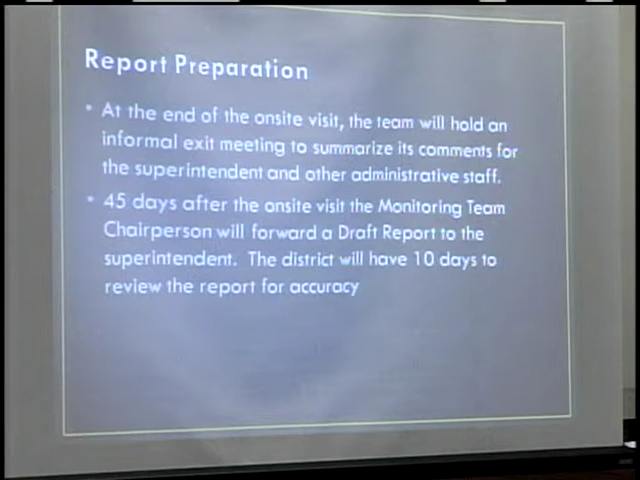 Report Preparation
• At the end of the onsite visit, the team will hold an
informal exit meeting to summarize its comments for
the superintendent and other administrative staff.
• 45 days after the onsite visit the Monitoring Team
Chairperson will forward a Draft Report to the
superintendent. The district will have 10 days to
review the report for accuracy